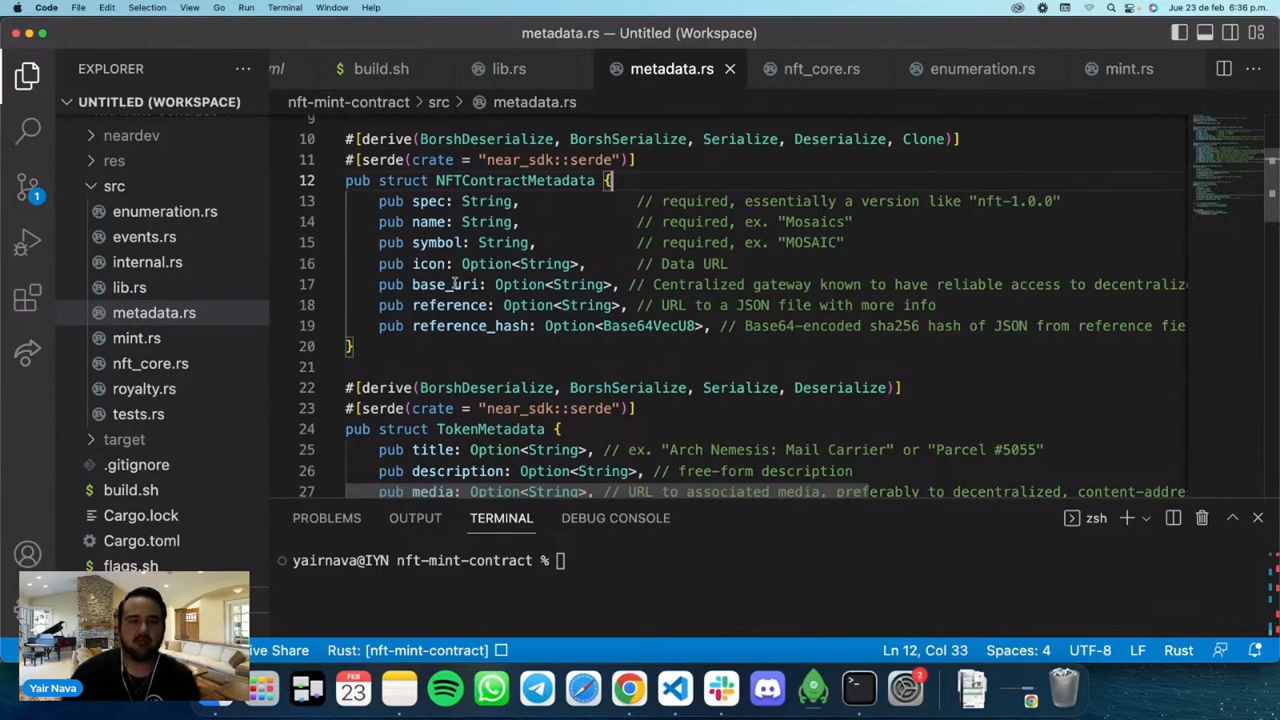 Code File Edit Selection View Go Run Terminal Window Help Jue 23 de feb 6:36 p.m.
metadata.rs — Untitled (Workspace)
EXPLORER
ml build.sh lib.rs metadata.rs nft_core.rs enumeration.rs mint.rs
UNTITLED (WORKSPACE)
nft-mint-contract > src > metadata.rs
neardev
res
src
enumeration.rs
events.rs
internal.rs
lib.rs
metadata.rs
mint.rs
nft_core.rs
royalty.rs
tests.rs
target
.gitignore
build.sh
Cargo.lock
Cargo.toml
flags.sh
1
9
10 #[derive(BorshDeserialize, BorshSerialize, Serialize, Deserialize, Clone)]
11 #[serde(crate = "near_sdk::serde")]
12 pub struct NFTContractMetadata {
13 pub spec: String, // required, essentially a version like "nft-1.0.0"
14 pub name: String, // required, ex. "Mosaics"
15 pub symbol: String, // required, ex. "MOSAIC"
16 pub icon: Option<String>, // Data URL
17 pub base_uri: Option<String>, // Centralized gateway known to have reliable access to decentralize
18 pub reference: Option<String>, // URL to a JSON file with more info
19 pub reference_hash: Option<Base64VecU8>, // Base64-encoded sha256 hash of JSON from reference fie
20 }
21
22 #[derive(BorshDeserialize, BorshSerialize, Serialize, Deserialize)]
23 #[serde(crate = "near_sdk::serde")]
24 pub struct TokenMetadata {
25 pub title: Option<String>, // ex. "Arch Nemesis: Mail Carrier" or "Parcel #5055"
26 pub description: Option<String>, // free-form description
27 pub media: Option<String>, // URL to associated media, preferably to decentralized, content-addre
PROBLEMS OUTPUT TERMINAL DEBUG CONSOLE zsh
yairnava@IYN nft-mint-contract %
Yair Nava
ve Share Rust: [nft-mint-contract] Ln 12, Col 33 Spaces: 4 UTF-8 LF Rust
FEB
23
2